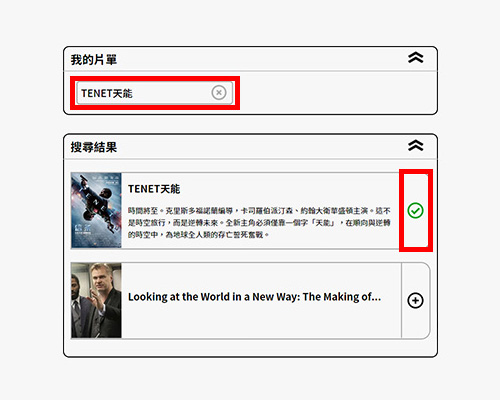 我的片單
TENET天能
搜尋結果
TENET天能
時間將至。克里斯多福諾蘭編導，卡司羅伯派汀森、約翰大衛華盛頓主演。這不
是時空旅行，而是逆轉未來。全新主角必須僅靠一個字「天能」，在順向與逆轉
的時空中，為地球全人類的存亡誓死奮戰。
Looking at the World in a New Way: The Making of...